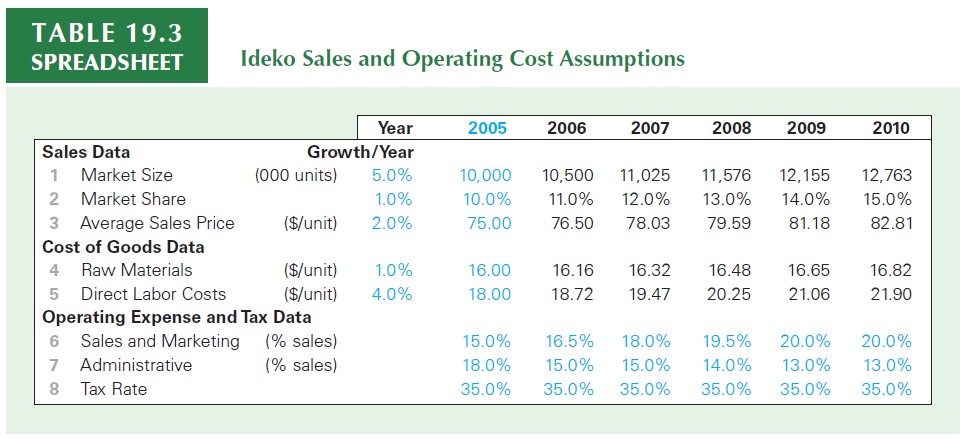 TABLE 19.3
SPREADSHEET
Ideko Sales and Operating Cost Assumptions
Year 2005 2006 2007 2008 2009 2010
Sales Data Growth/Year
1 Market Size (000 units) 5.0% 10,000 10,500 11,025 11,576 12,155 12,763
2 Market Share 1.0% 10.0% 11.0% 12.0% 13.0% 14.0% 15.0%
3 Average Sales Price ($/unit) 2.0% 75.00 76.50 78.03 79.59 81.18 82.81
Cost of Goods Data
4 Raw Materials ($/unit) 1.0% 16.00 16.16 16.32 16.48 16.65 16.82
5 Direct Labor Costs ($/unit) 4.0% 18.00 18.72 19.47 20.25 21.06 21.90
Operating Expense and Tax Data
6 Sales and Marketing (% sales) 15.0% 16.5% 18.0% 19.5% 20.0% 20.0%
7 Administrative (% sales) 18.0% 15.0% 15.0% 14.0% 13.0% 13.0%
8 Tax Rate 35.0% 35.0% 35.0% 35.0% 35.0% 35.0%